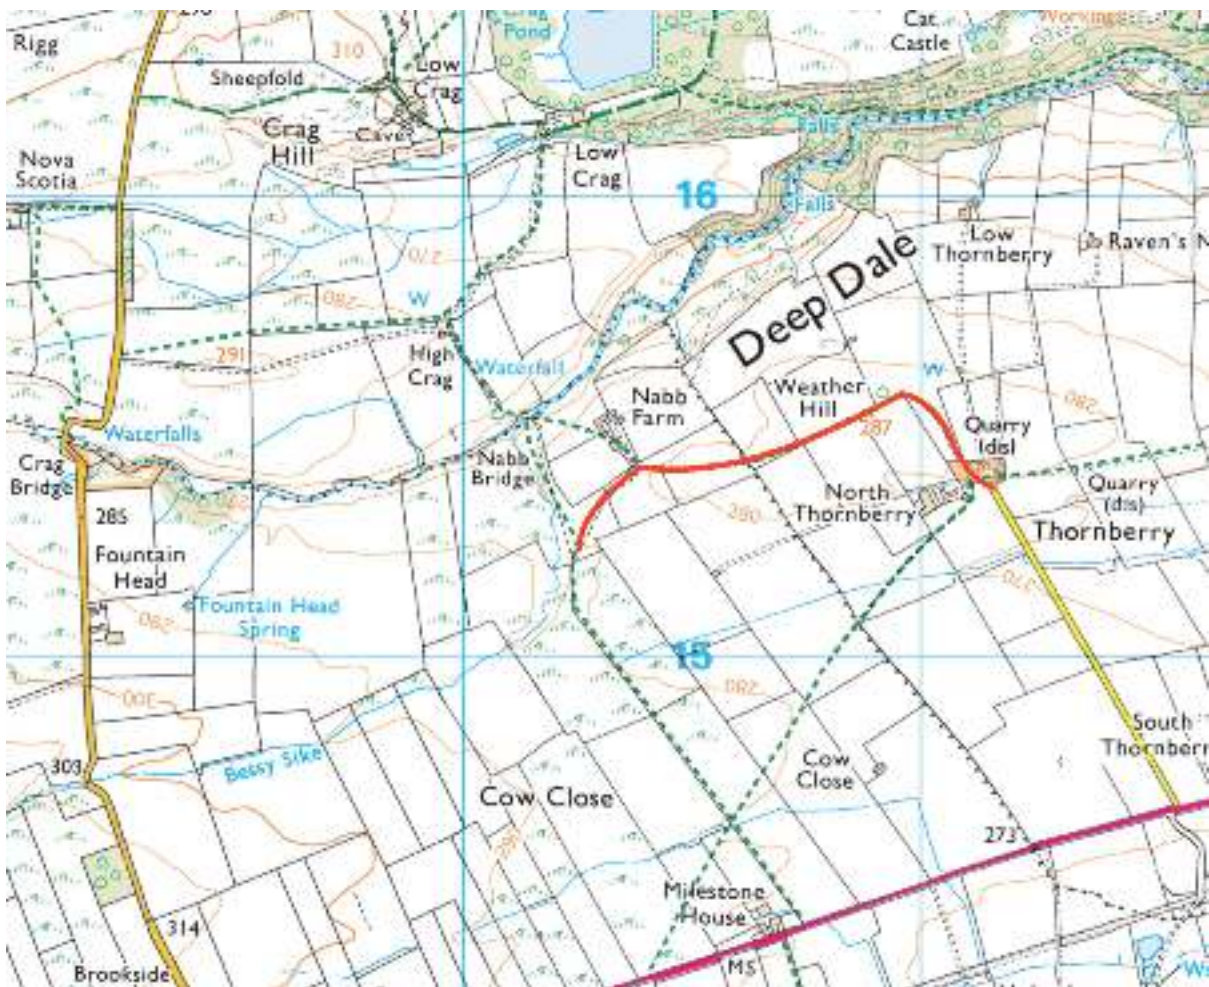 Rigg
310
Sheepfold
Low
Crag
Pond
Cat
Castle
Working
Nova
Scotia
Crag
Hill
Cave
Low
Crag
Falls
16
Falls
Low
Thornberry
Raven's N
270
280
W
291
High
Crag
Waterfall
Deep Dale
Nabb
Farm
Weather
Hill
W
287
280
Quarry
(dis)
Waterfalls
Crag
Bridge
Nabb
Bridge
285
280
North
Thornberry
Quarry
(dis)
Thornberry
270
Fountain
Head
Fountain Head
Spring
280
15
280
300
South
Thornberr
303
Bessy Sike
Cow Close
Cow
Close
273
Milestone
House
314
MS
Brookside